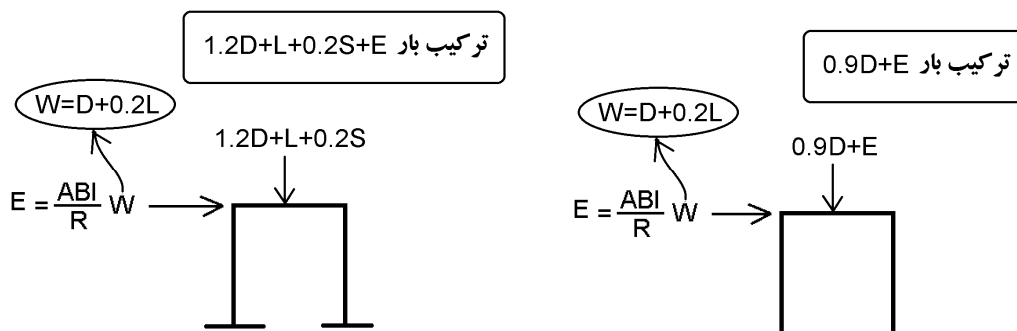 ترکیب بار 1.2D+L+0.2S+E
W=D+0.2L
1.2D+L+0.2S
E = ABI/R W
ترکیب بار 0.9D+E
W=D+0.2L
0.9D+E
E = ABI/R W